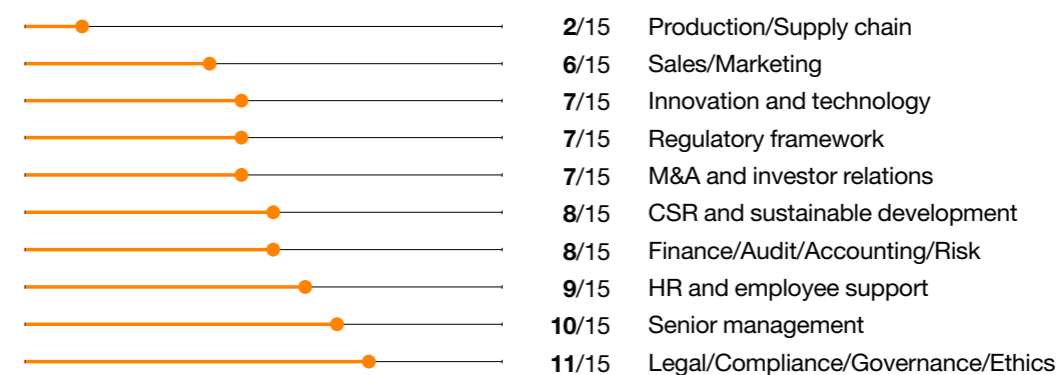 2/15 Production/Supply chain
6/15 Sales/Marketing
7/15 Innovation and technology
7/15 Regulatory framework
7/15 M&A and investor relations
8/15 CSR and sustainable development
8/15 Finance/Audit/Accounting/Risk
9/15 HR and employee support
10/15 Senior management
11/15 Legal/Compliance/Governance/Ethics